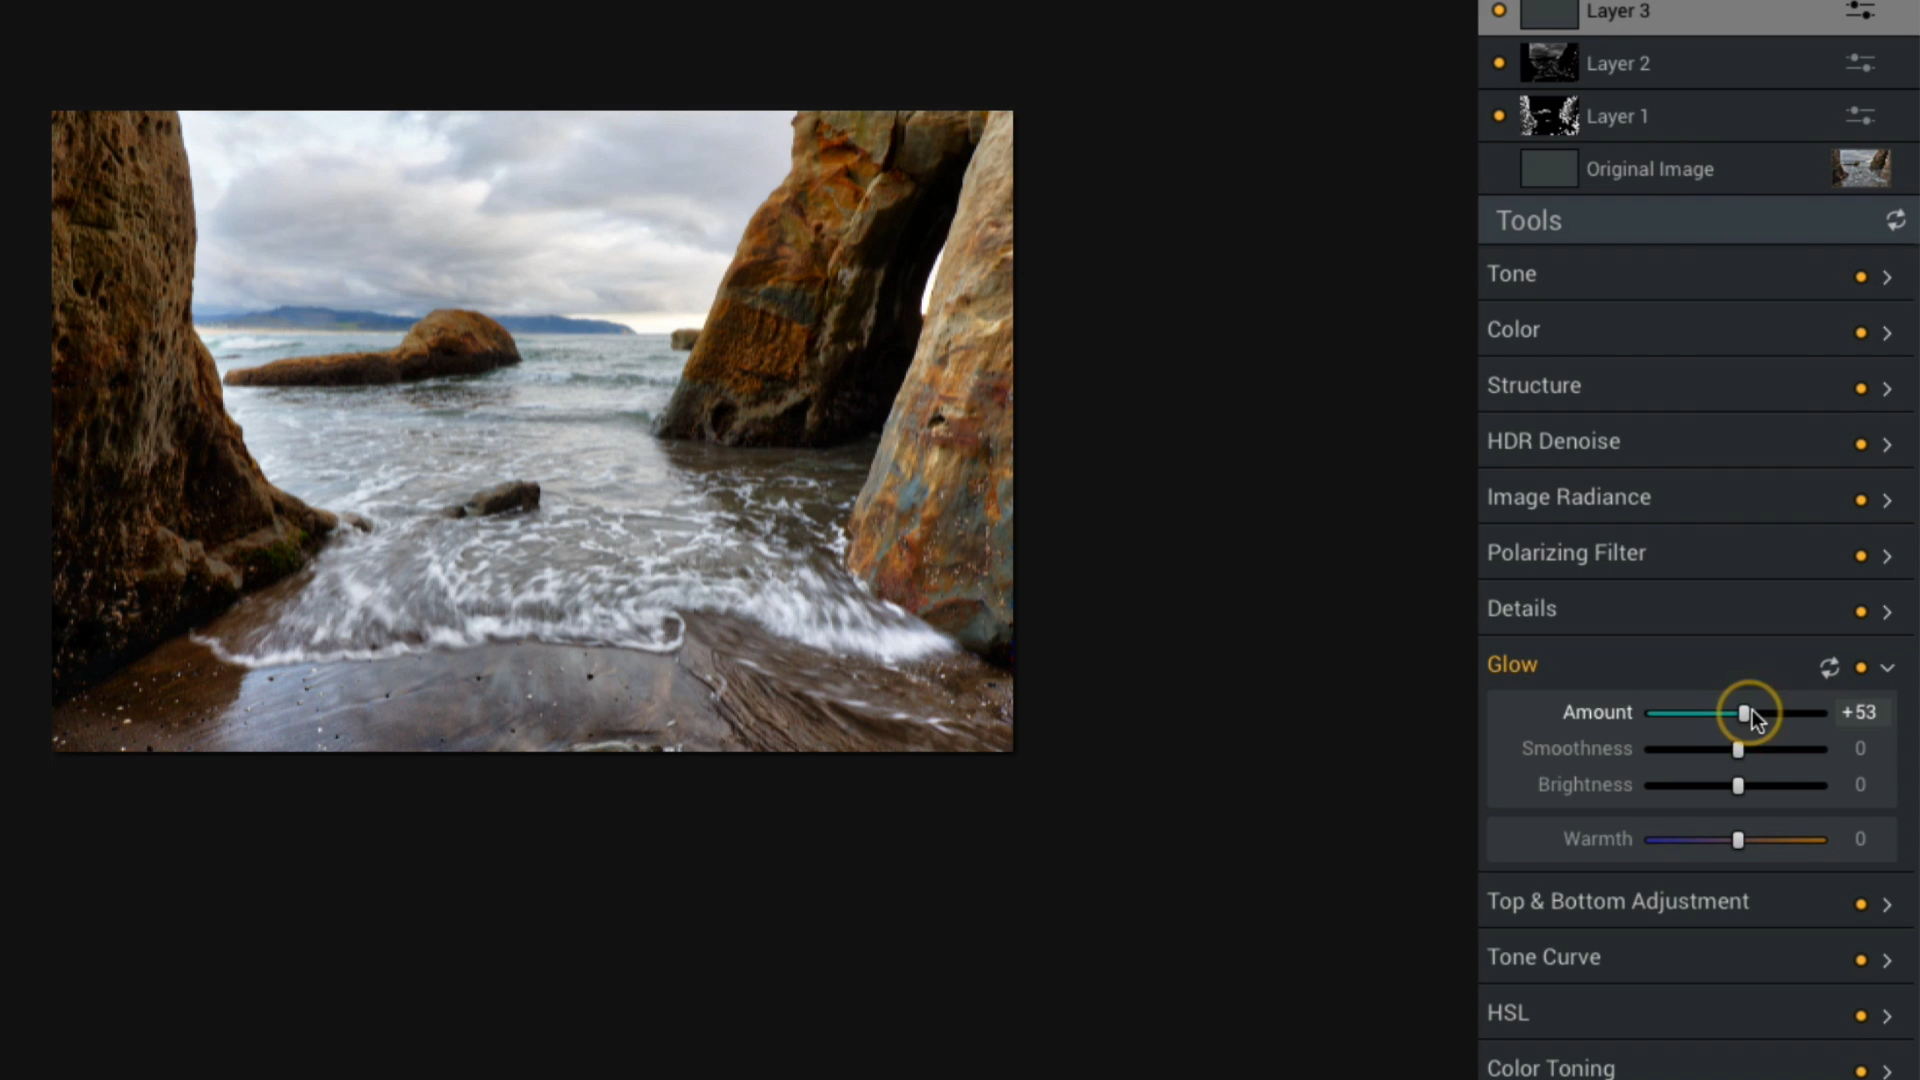 Layer 3
Layer 2
Layer 1
Original Image
Tools
Tone
Color
Structure
HDR Denoise
Image Radiance
Polarizing Filter
Details
Glow
Amount +53
Smoothness 0
Brightness 0
Warmth 0
Top & Bottom Adjustment
Tone Curve
HSL
Color Toning